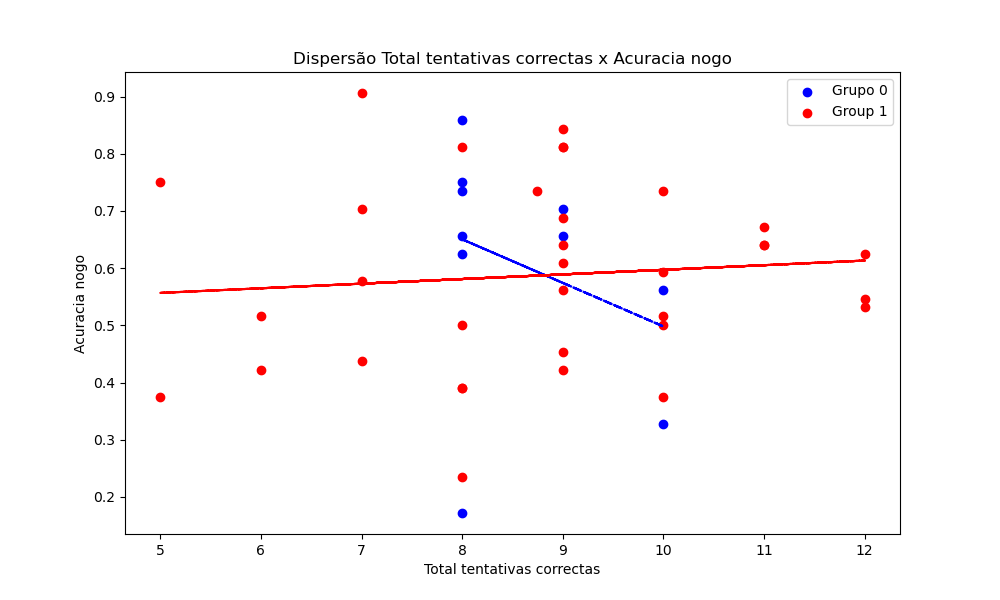 Dispersão Total tentativas correctas x Acuracia nogo
Grupo 0
Group 1
Acuracia nogo
0.9
0.8
0.7
0.6
0.5
0.4
0.3
0.2
5 6 7 8 9 10 11 12
Total tentativas correctas